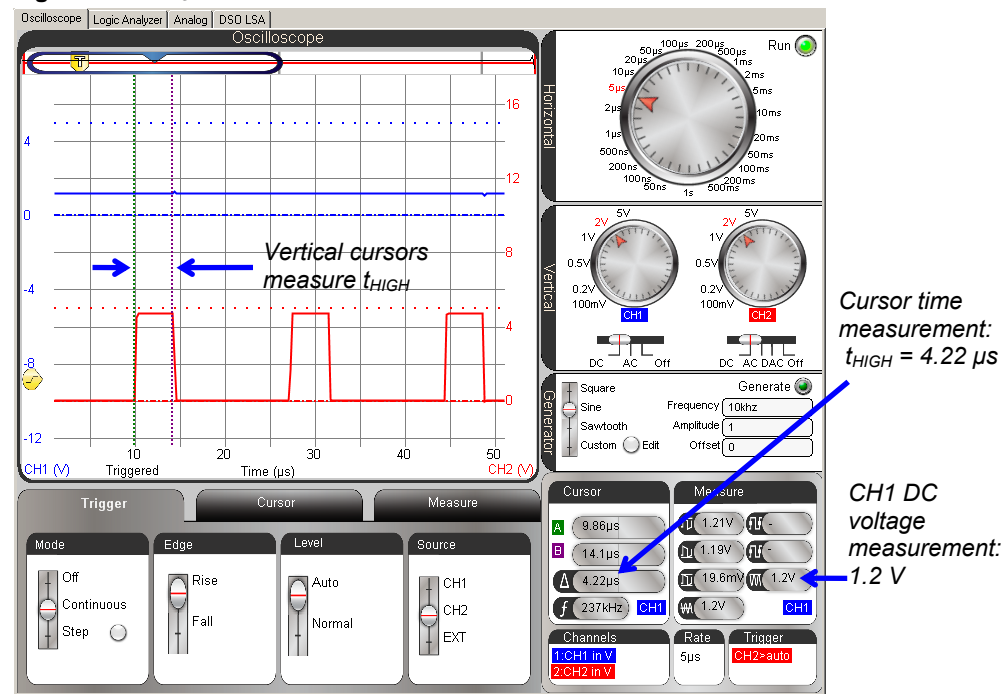 Oscilloscope Logic Analyzer Analog DSO LSA
Oscilloscope
T
4
0
-4
-8
-12
16
12
8
4
0
10 20 30 40 50
CH1 (V) Triggered Time (µs) CH2 (V)
Vertical cursors
measure tHIGH
Horizontal
Run
50ns
100ns
200ns
500ns
1µs
2µs
5µs
10µs
20µs
50µs
100µs
200µs
500µs
1ms
2ms
5ms
10ms
20ms
50ms
200ms
500ms
1s
Vertical
5V
2V
1V
0.5V
0.2V
100mV
CH1
DC AC Off
5V
2V
1V
0.5V
0.2V
100mV
CH2
DC AC DAC Off
Generator
Square
Sine
Sawtooth
Custom Edit
Generate
Frequency 10khz
Amplitude 1
Offset 0
Cursor time
measurement:
tHIGH = 4.22 µs
CH1 DC
voltage
measurement:
1.2 V
Trigger Cursor Measure
Mode
Off
Continuous
Step
Edge
Rise
Fall
Level
Auto
Normal
Source
CH1
CH2
EXT
Cursor
A 9.86µs
B 14.1µs
Δ 4.22µs
f 237kHz CH1
Measure
1.21V -
1.19V -
19.6mV 1.2V
1.2V CH1
Channels
1:CH1 in V
2:CH2 in V
Rate
5µs
Trigger
CH2>auto